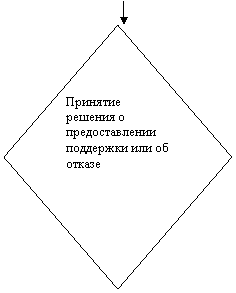 Принятие
решения о
предоставлении
поддержки или об
отказе